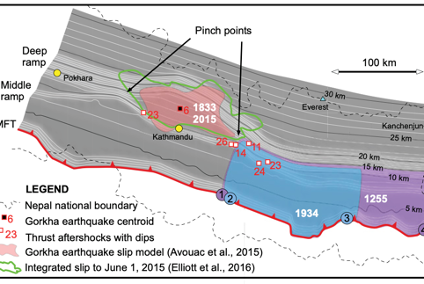 Pinch points
100 km
Deep
ramp
Pokhara
Middle
ramp
30 km
Everest
Kanchenjun
25 km
6
1833
2015
23
Kathmandu
MFT
26
14
11
23
24
20 km
15 km
10 km
5 km
1
2
1934
3
1255
4
LEGEND
Nepal national boundary
6 Gorkha earthquake centroid
23 Thrust aftershocks with dips
Gorkha earthquake slip model (Avouac et al., 2015)
Integrated slip to June 1, 2015 (Elliott et al., 2016)